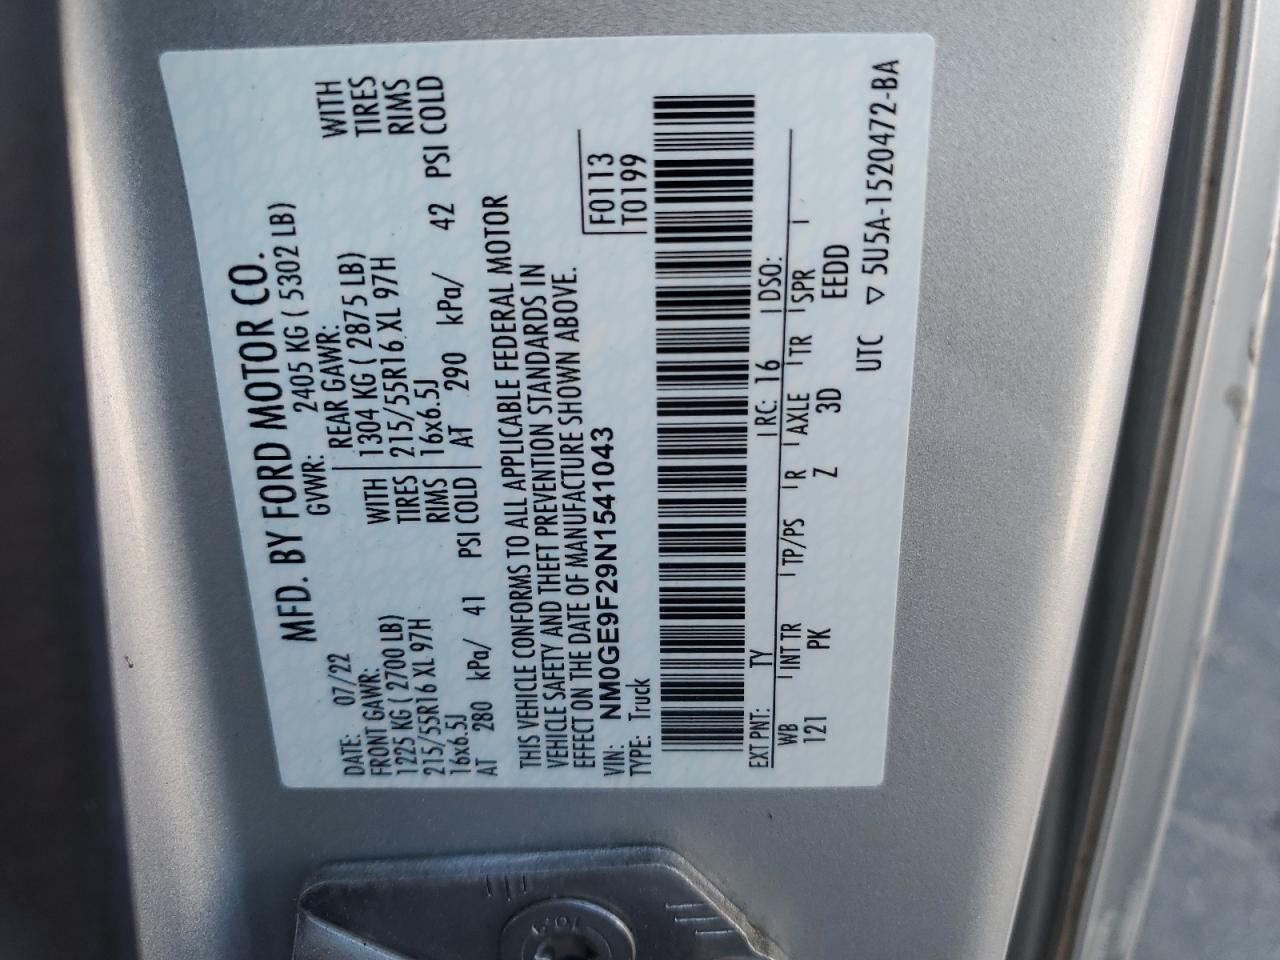 MFD. BY FORD MOTOR CO.
DATE: 07/22 GVWR: 2405 KG ( 5302 LB)
FRONT GAWR: REAR GAWR:
1225 KG ( 2700 LB) WITH 1304 KG ( 2875 LB) WITH
215/55R16 XL 97H TIRES 215/55R16 XL 97H TIRES
16x6.5J RIMS 16x6.5J RIMS
AT 280 kPa/ 41 PSI COLD AT 290 kPa/ 42 PSI COLD
THIS VEHICLE CONFORMS TO ALL APPLICABLE FEDERAL MOTOR
VEHICLE SAFETY AND THEFT PREVENTION STANDARDS IN
EFFECT ON THE DATE OF MANUFACTURE SHOWN ABOVE.
VIN: NM0GE9F29N1541043 F0113
TYPE: Truck T0199
EXT PNT: TY RC: 16 DSO:
WB INT TR TP/PS R AXLE TR SPR
121 PK Z 3D EEDD
UTC ▽ 5U5A-1520472-BA